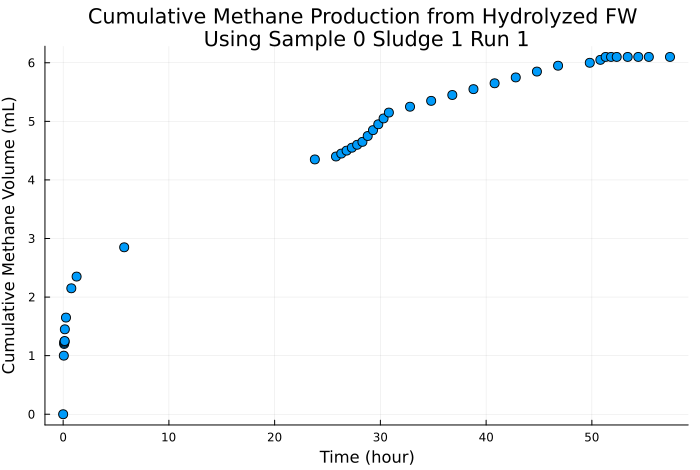 Cumulative Methane Production from Hydrolyzed FW
Using Sample 0 Sludge 1 Run 1
Cumulative Methane Volume (mL)
6
5
4
3
2
1
0
0 10 20 30 40 50
Time (hour)